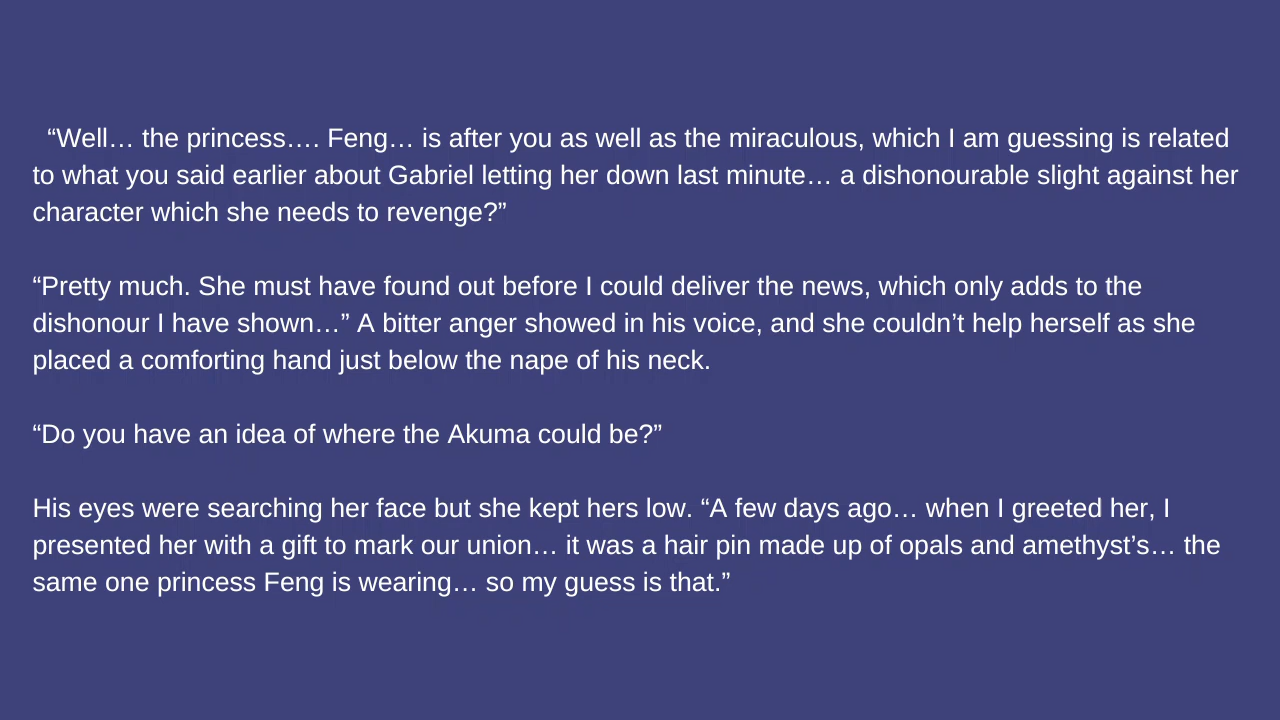 “Well… the princess…. Feng… is after you as well as the miraculous, which I am guessing is related
to what you said earlier about Gabriel letting her down last minute… a dishonourable slight against her
character which she needs to revenge?”
“Pretty much. She must have found out before I could deliver the news, which only adds to the
dishonour I have shown…” A bitter anger showed in his voice, and she couldn’t help herself as she
placed a comforting hand just below the nape of his neck.
“Do you have an idea of where the Akuma could be?”
His eyes were searching her face but she kept hers low. “A few days ago… when I greeted her, I
presented her with a gift to mark our union… it was a hair pin made up of opals and amethyst’s… the
same one princess Feng is wearing… so my guess is that.”